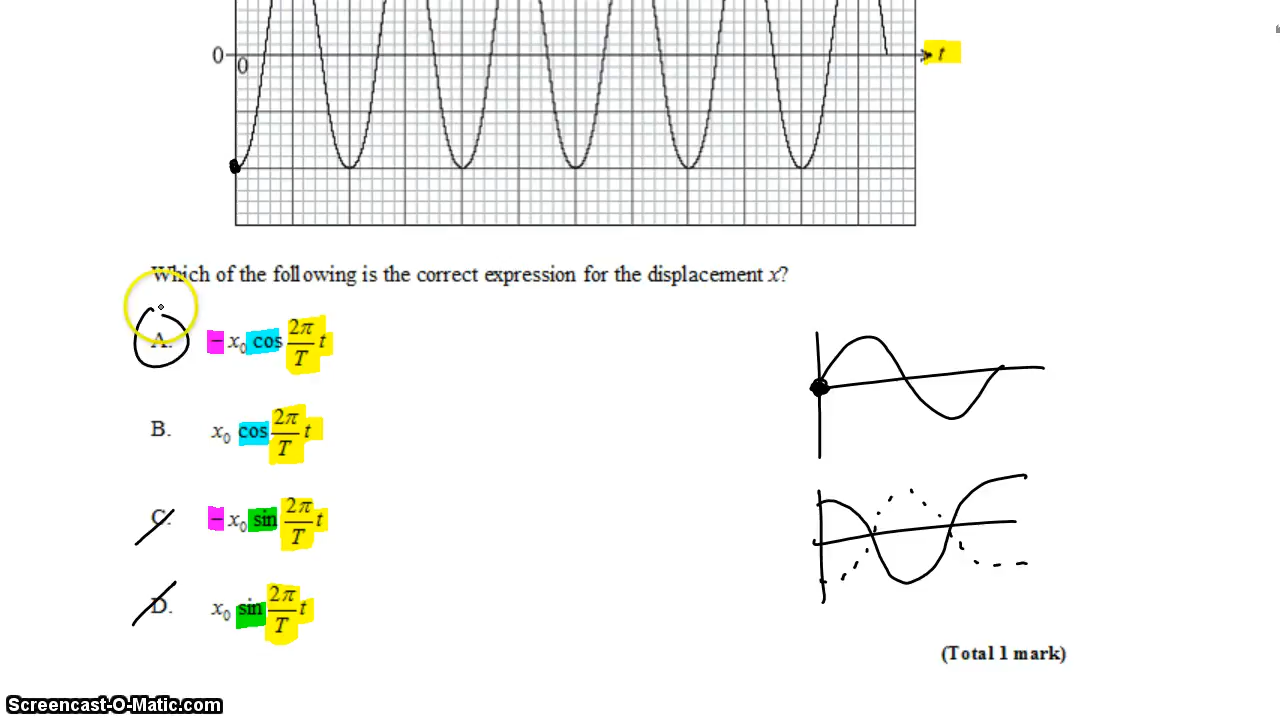 0
0
t
Which of the following is the correct expression for the displacement x?
A. − x₀ cos 2π/T t
B. x₀ cos 2π/T t
C. − x₀ sin 2π/T t
D. x₀ sin 2π/T t
(Total 1 mark)
Screencast-O-Matic.com